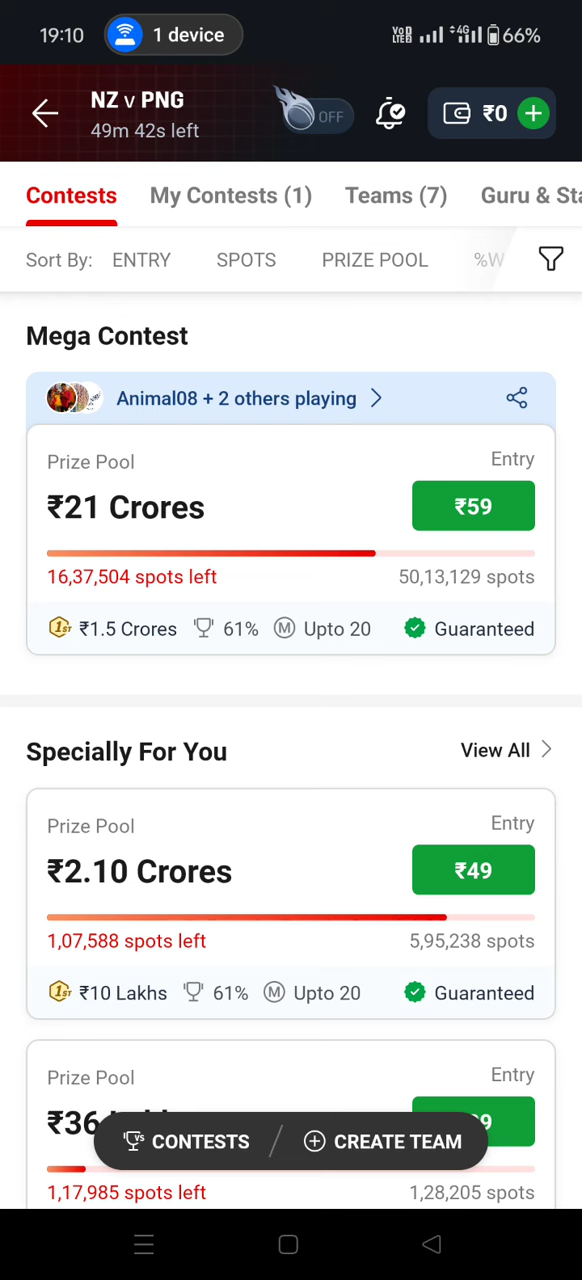 19:10 1 device VoD LTE2 4G 66%
NZ v PNG
49m 42s left
OFF ₹0
Contests My Contests (1) Teams (7) Guru &
Sort By: ENTRY SPOTS PRIZE POOL %W
Mega Contest
Animal08 + 2 others playing
Prize Pool Entry
₹21 Crores ₹59
16,37,504 spots left 50,13,129 spots
1ST ₹1.5 Crores 61% M Upto 20 Guaranteed
Specially For You View All
Prize Pool Entry
₹2.10 Crores ₹49
1,07,588 spots left 5,95,238 spots
1ST ₹10 Lakhs 61% M Upto 20 Guaranteed
Prize Pool Entry
₹36
VS CONTESTS CREATE TEAM
1,17,985 spots left 1,28,205 spots